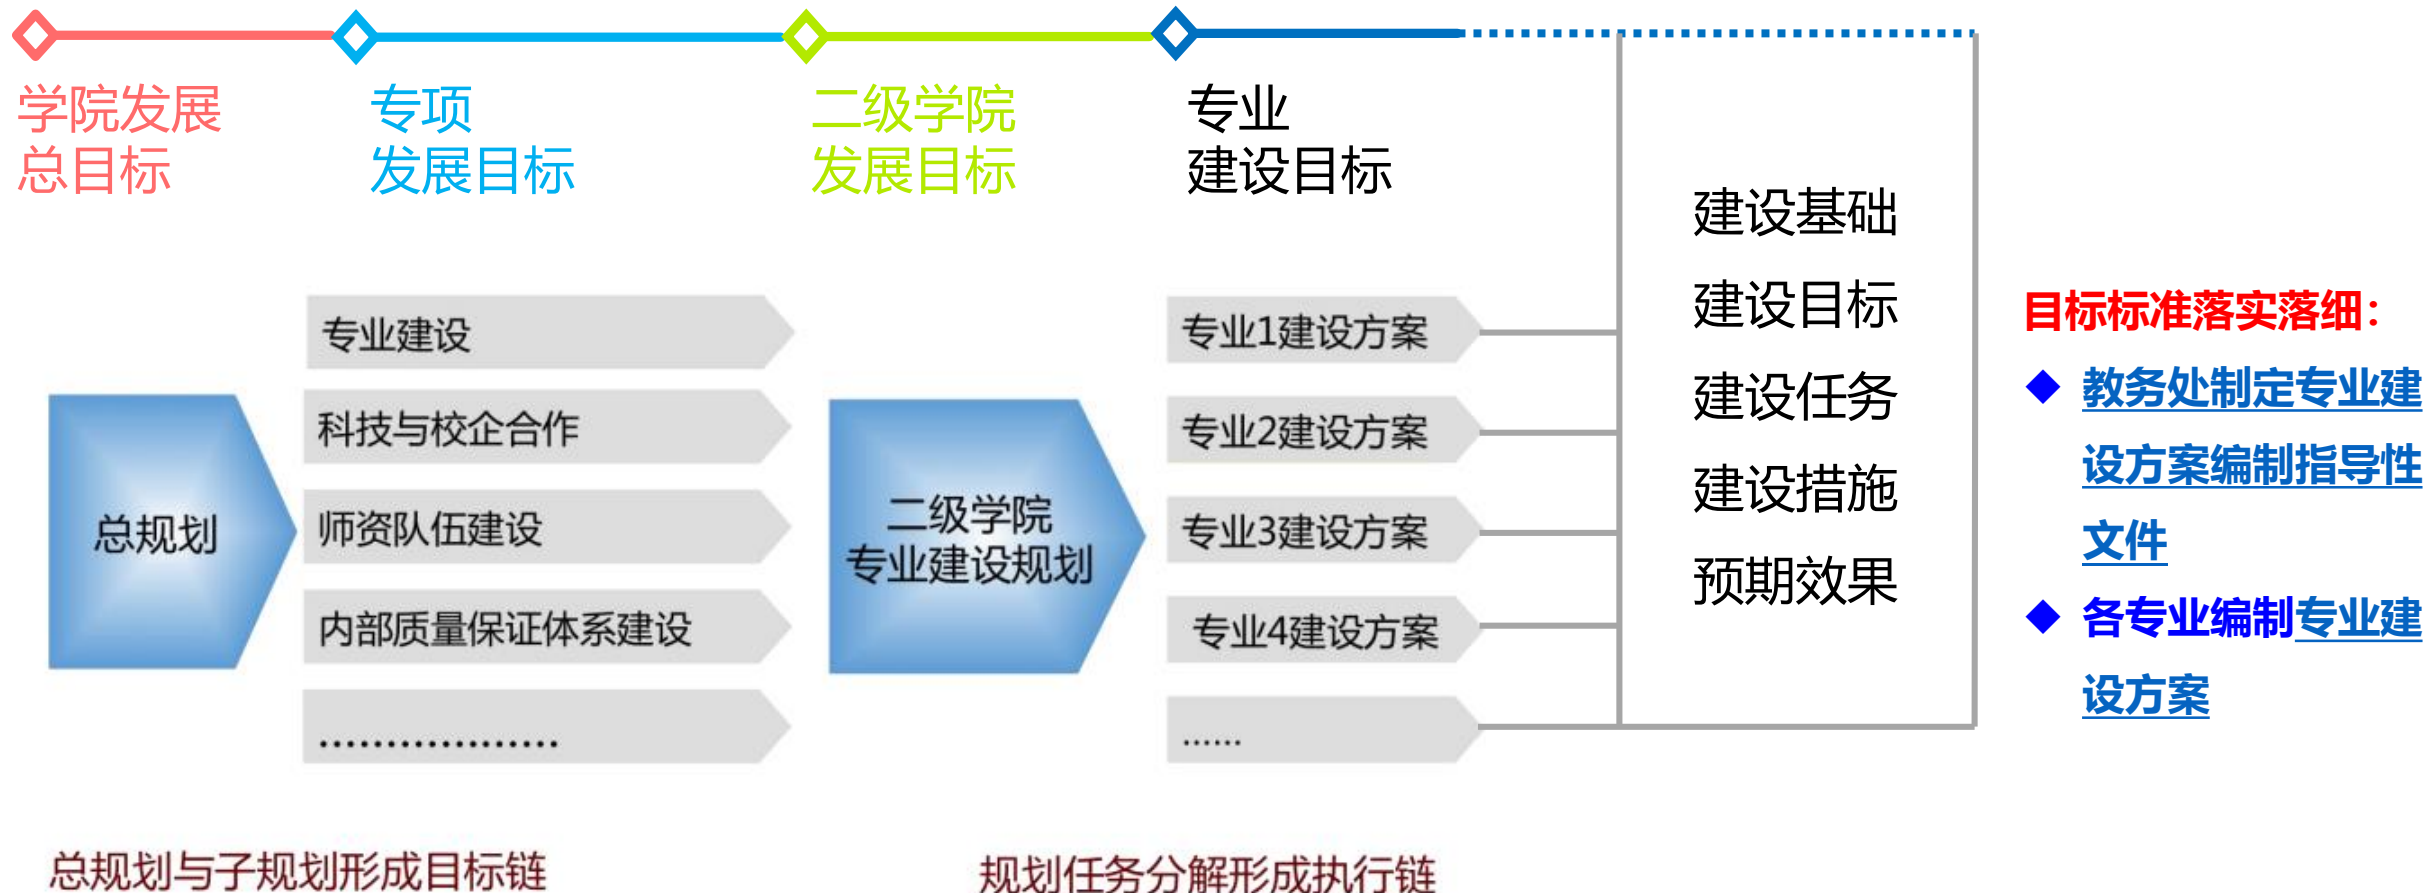 学院发展
总目标
专项
发展目标
二级学院
发展目标
专业
建设目标
总规划
专业建设
科技与校企合作
师资队伍建设
内部质量保证体系建设
..................
二级学院
专业建设规划
专业1建设方案
专业2建设方案
专业3建设方案
专业4建设方案
......
建设基础
建设目标
建设任务
建设措施
预期效果
目标标准落实落细：
◆ 教务处制定专业建
设方案编制指导性
文件
◆ 各专业编制专业建
设方案
总规划与子规划形成目标链
规划任务分解形成执行链